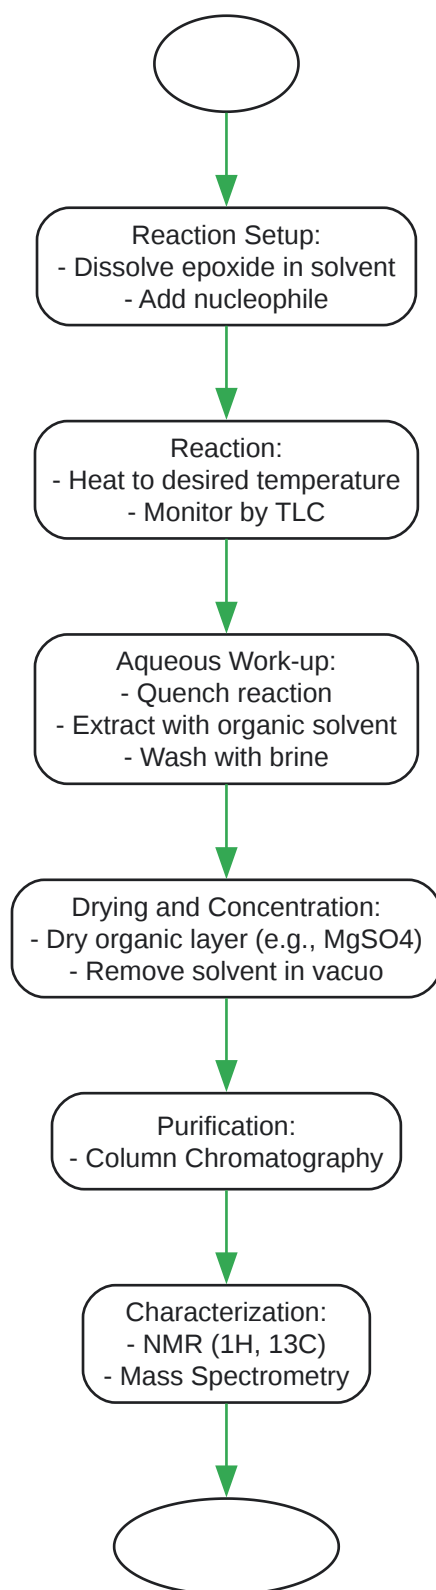 Reaction Setup:
- Dissolve epoxide in solvent
- Add nucleophile
Reaction:
- Heat to desired temperature
- Monitor by TLC
Aqueous Work-up:
- Quench reaction
- Extract with organic solvent
- Wash with brine
Drying and Concentration:
- Dry organic layer (e.g., MgSO4)
- Remove solvent in vacuo
Purification:
- Column Chromatography
Characterization:
- NMR (1H, 13C)
- Mass Spectrometry